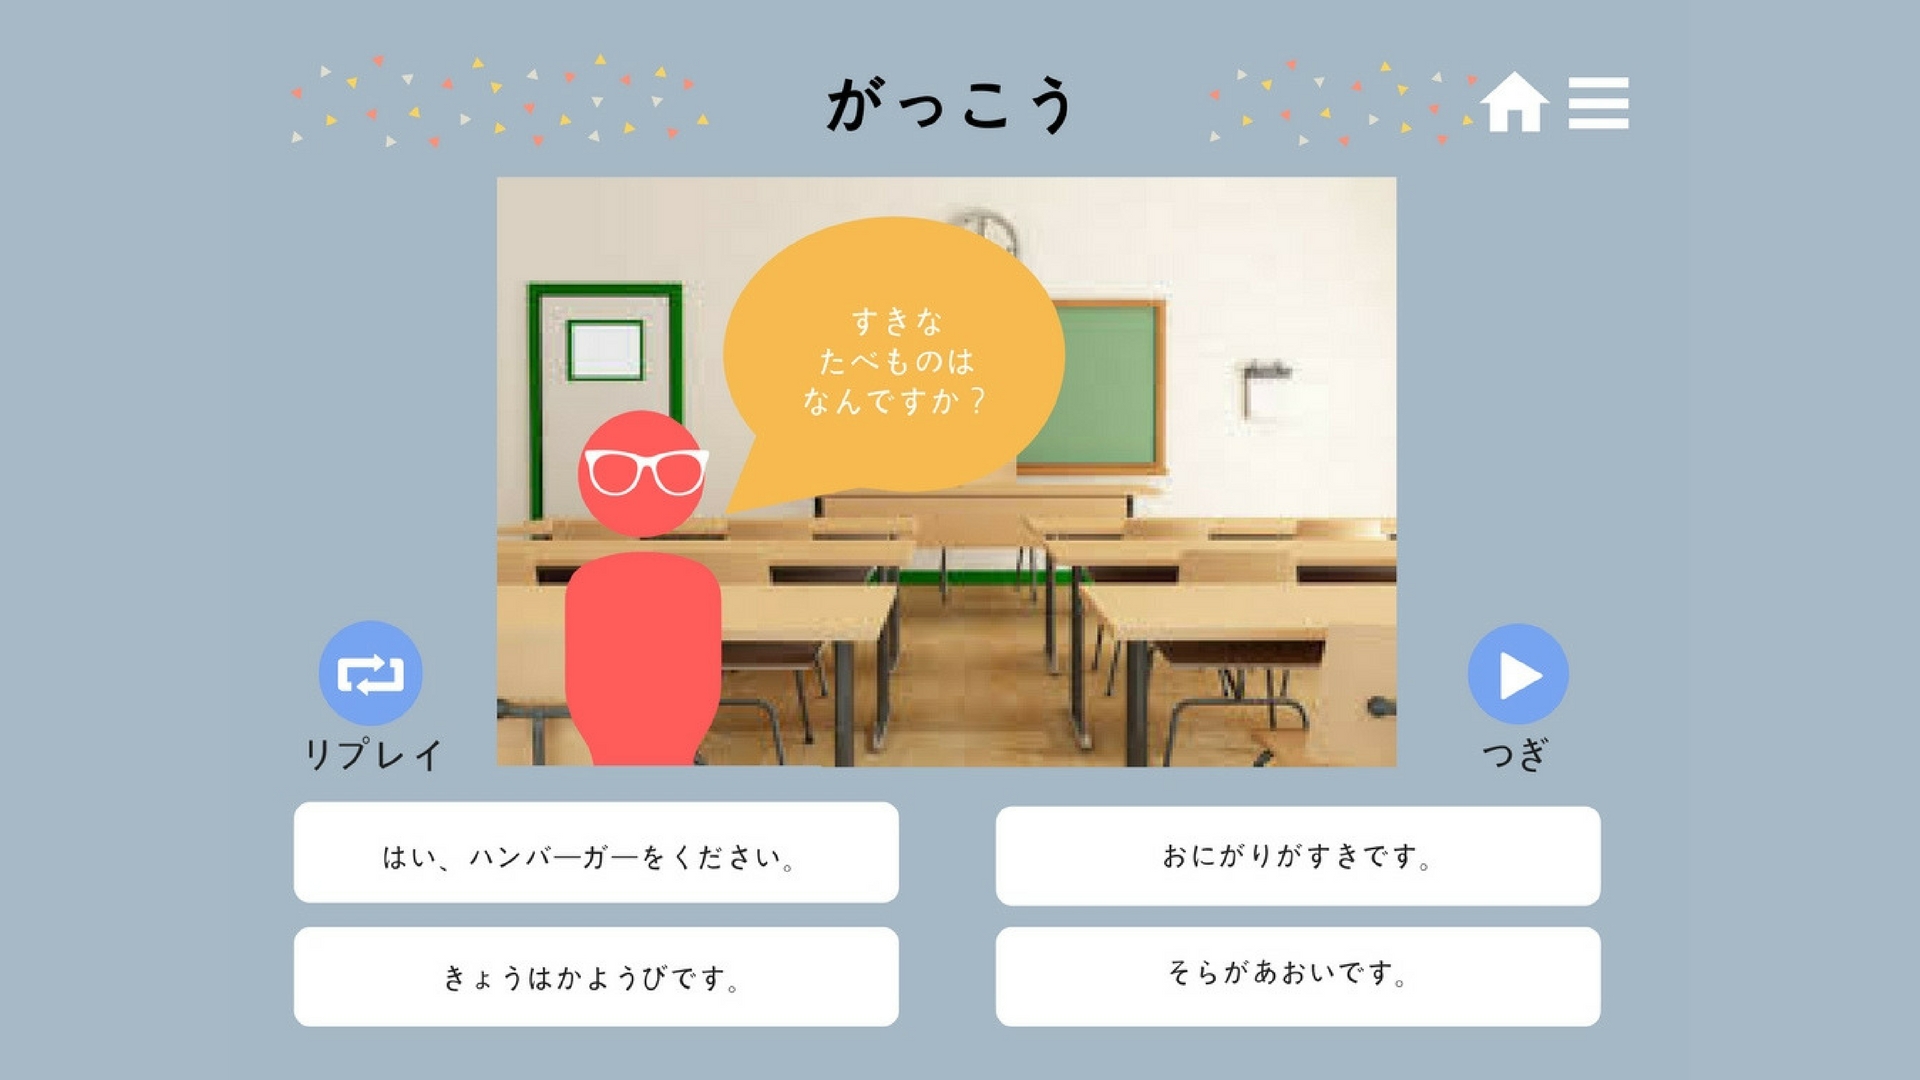 がっこう
すきな
たべものは
なんですか？
リプレイ
つぎ
はい、ハンバーガーをください。
おにがりがすきです。
きょうはかようびです。
そらがあおいです。